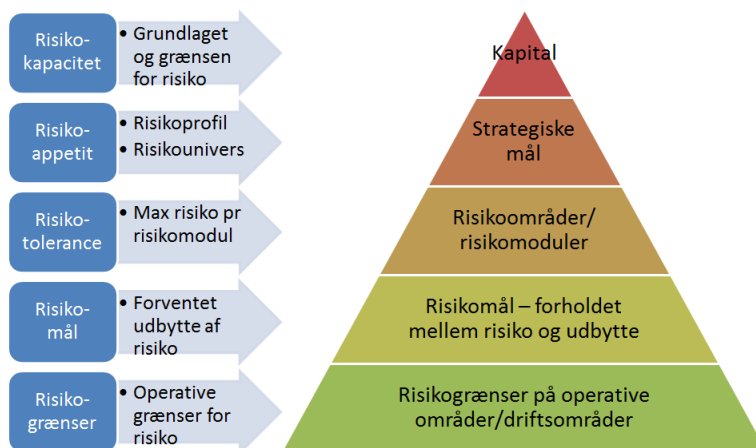 Risiko-
kapacitet
• Grundlaget
og grænsen
for risiko
Kapital
Risiko-
appetit
• Risikoprofil
• Risikounivers
Strategiske
mål
Risiko-
tolerance
• Max risiko pr
risikomodul
Risikoområder/
risikomoduler
Risiko-
mål
• Forventet
udbytte af
risiko
Risikomål – forholdet
mellem risiko og udbytte
Risiko-
grænser
• Operative
grænser for
risiko
Risikogrænser på operative
områder/driftsområder